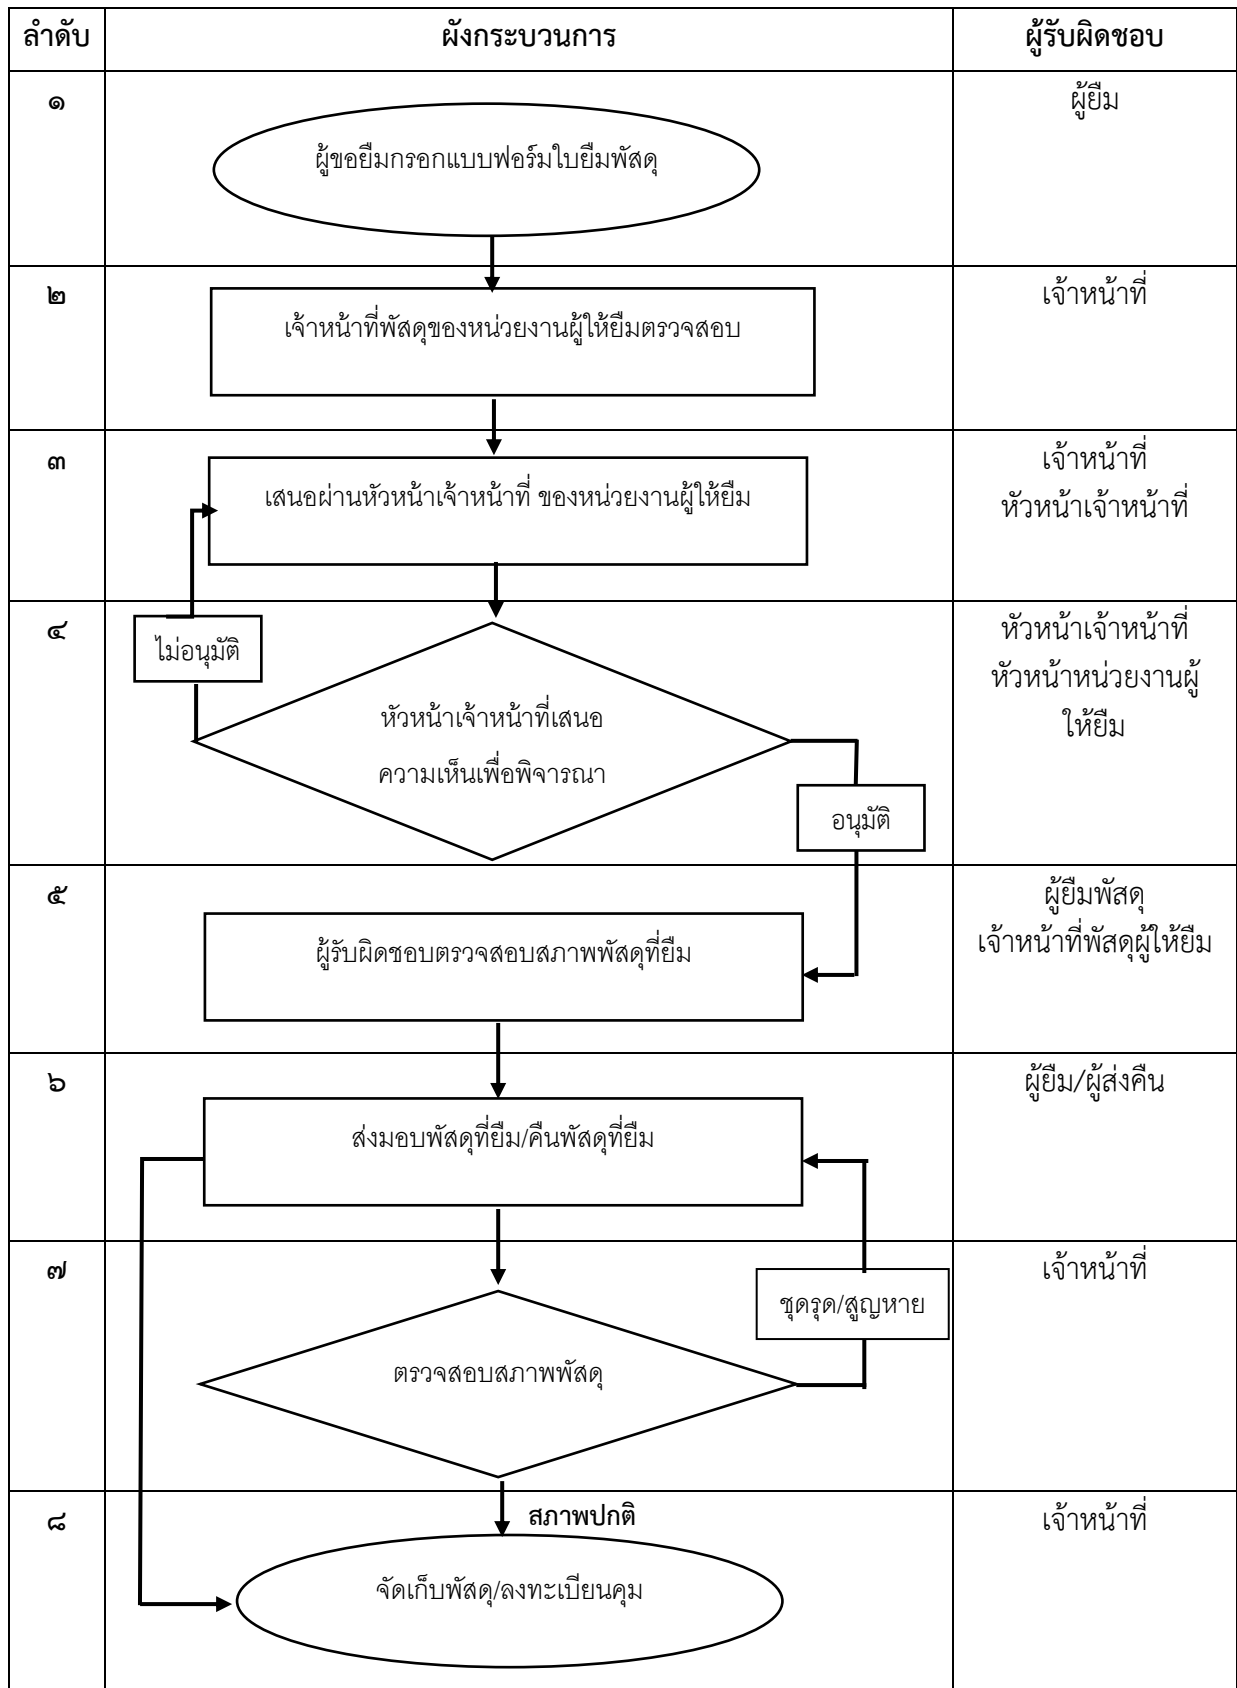 ลำดับ ผังกระบวนการ ผู้รับผิดชอบ
๑ ผู้ยืม
ผู้ขอยืมกรอกแบบฟอร์มใบยืมพัสดุ
๒ เจ้าหน้าที่
เจ้าหน้าที่พัสดุของหน่วยงานผู้ให้ยืมตรวจสอบ
๓ เจ้าหน้าที่
เสนอผ่านหัวหน้าเจ้าหน้าที่ ของหน่วยงานผู้ให้ยืม หัวหน้าเจ้าหน้าที่
๔ หัวหน้าเจ้าหน้าที่
ไม่อนุมัติ หัวหน้าหน่วยงานผู้
หัวหน้าเจ้าหน้าที่เสนอ ให้ยืม
ความเห็นเพื่อพิจารณา
อนุมัติ
๕ ผู้ยืมพัสดุ
ผู้รับผิดชอบตรวจสอบสภาพพัสดุที่ยืม เจ้าหน้าที่พัสดุผู้ให้ยืม
๖ ผู้ยืม/ผู้ส่งคืน
ส่งมอบพัสดุที่ยืม/คืนพัสดุที่ยืม
๗ เจ้าหน้าที่
ชุดรุด/สูญหาย
ตรวจสอบสภาพพัสดุ
๘ สภาพปกติ เจ้าหน้าที่
จัดเก็บพัสดุ/ลงทะเบียนคุม